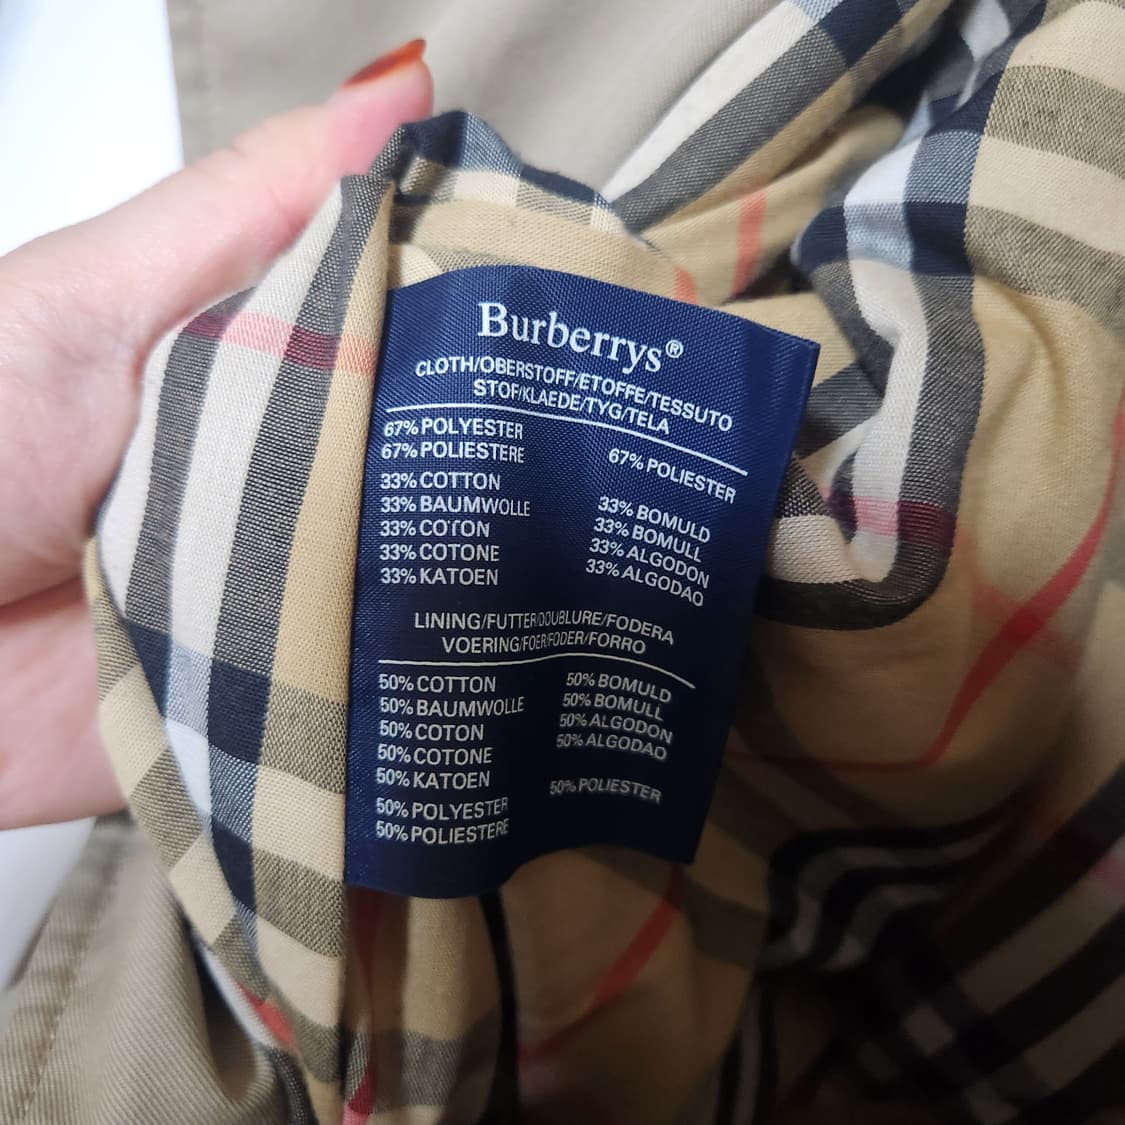 Burberrys®
CLOTH/OBERSTOFF/ETOFFE/TESSUTO
STOF/KLAEDE/TYG/TELA
67% POLYESTER
67% POLIESTERE
67% POLIESTER
33% COTTON
33% BAUMWOLLE
33% COTON
33% COTONE
33% KATOEN
33% BOMULD
33% BOMULL
33% ALGODON
33% ALGODAO
LINING/FUTTER/DOUBLURE/FODERA
VOERING/FOER/FODER/FORRO
50% COTTON
50% BAUMWOLLE
50% COTON
50% COTONE
50% KATOEN
50% POLYESTER
50% POLIESTERE
50% BOMULD
50% BOMULL
50% ALGODON
50% ALGODAO
50% POLIESTER